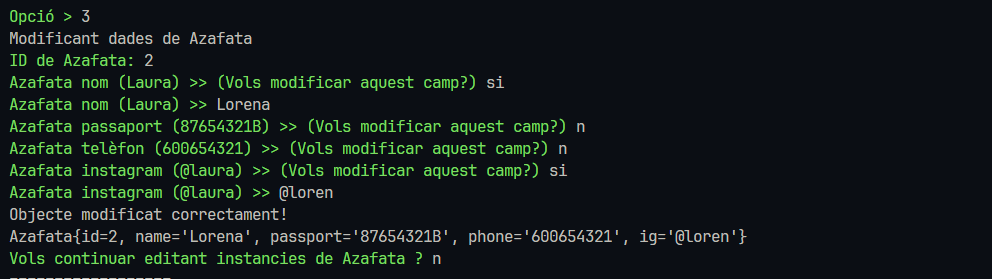 Opció > 3
Modificant dades de Azafata
ID de Azafata: 2
Azafata nom (Laura) >> (Vols modificar aquest camp?) si
Azafata nom (Laura) >> Lorena
Azafata passaport (87654321B) >> (Vols modificar aquest camp?) n
Azafata telèfon (600654321) >> (Vols modificar aquest camp?) n
Azafata instagram (@laura) >> (Vols modificar aquest camp?) si
Azafata instagram (@laura) >> @loren
Objecte modificat correctament!
Azafata{id=2, name='Lorena', passport='87654321B', phone='600654321', ig='@loren'}
Vols continuar editant instancies de Azafata ? n